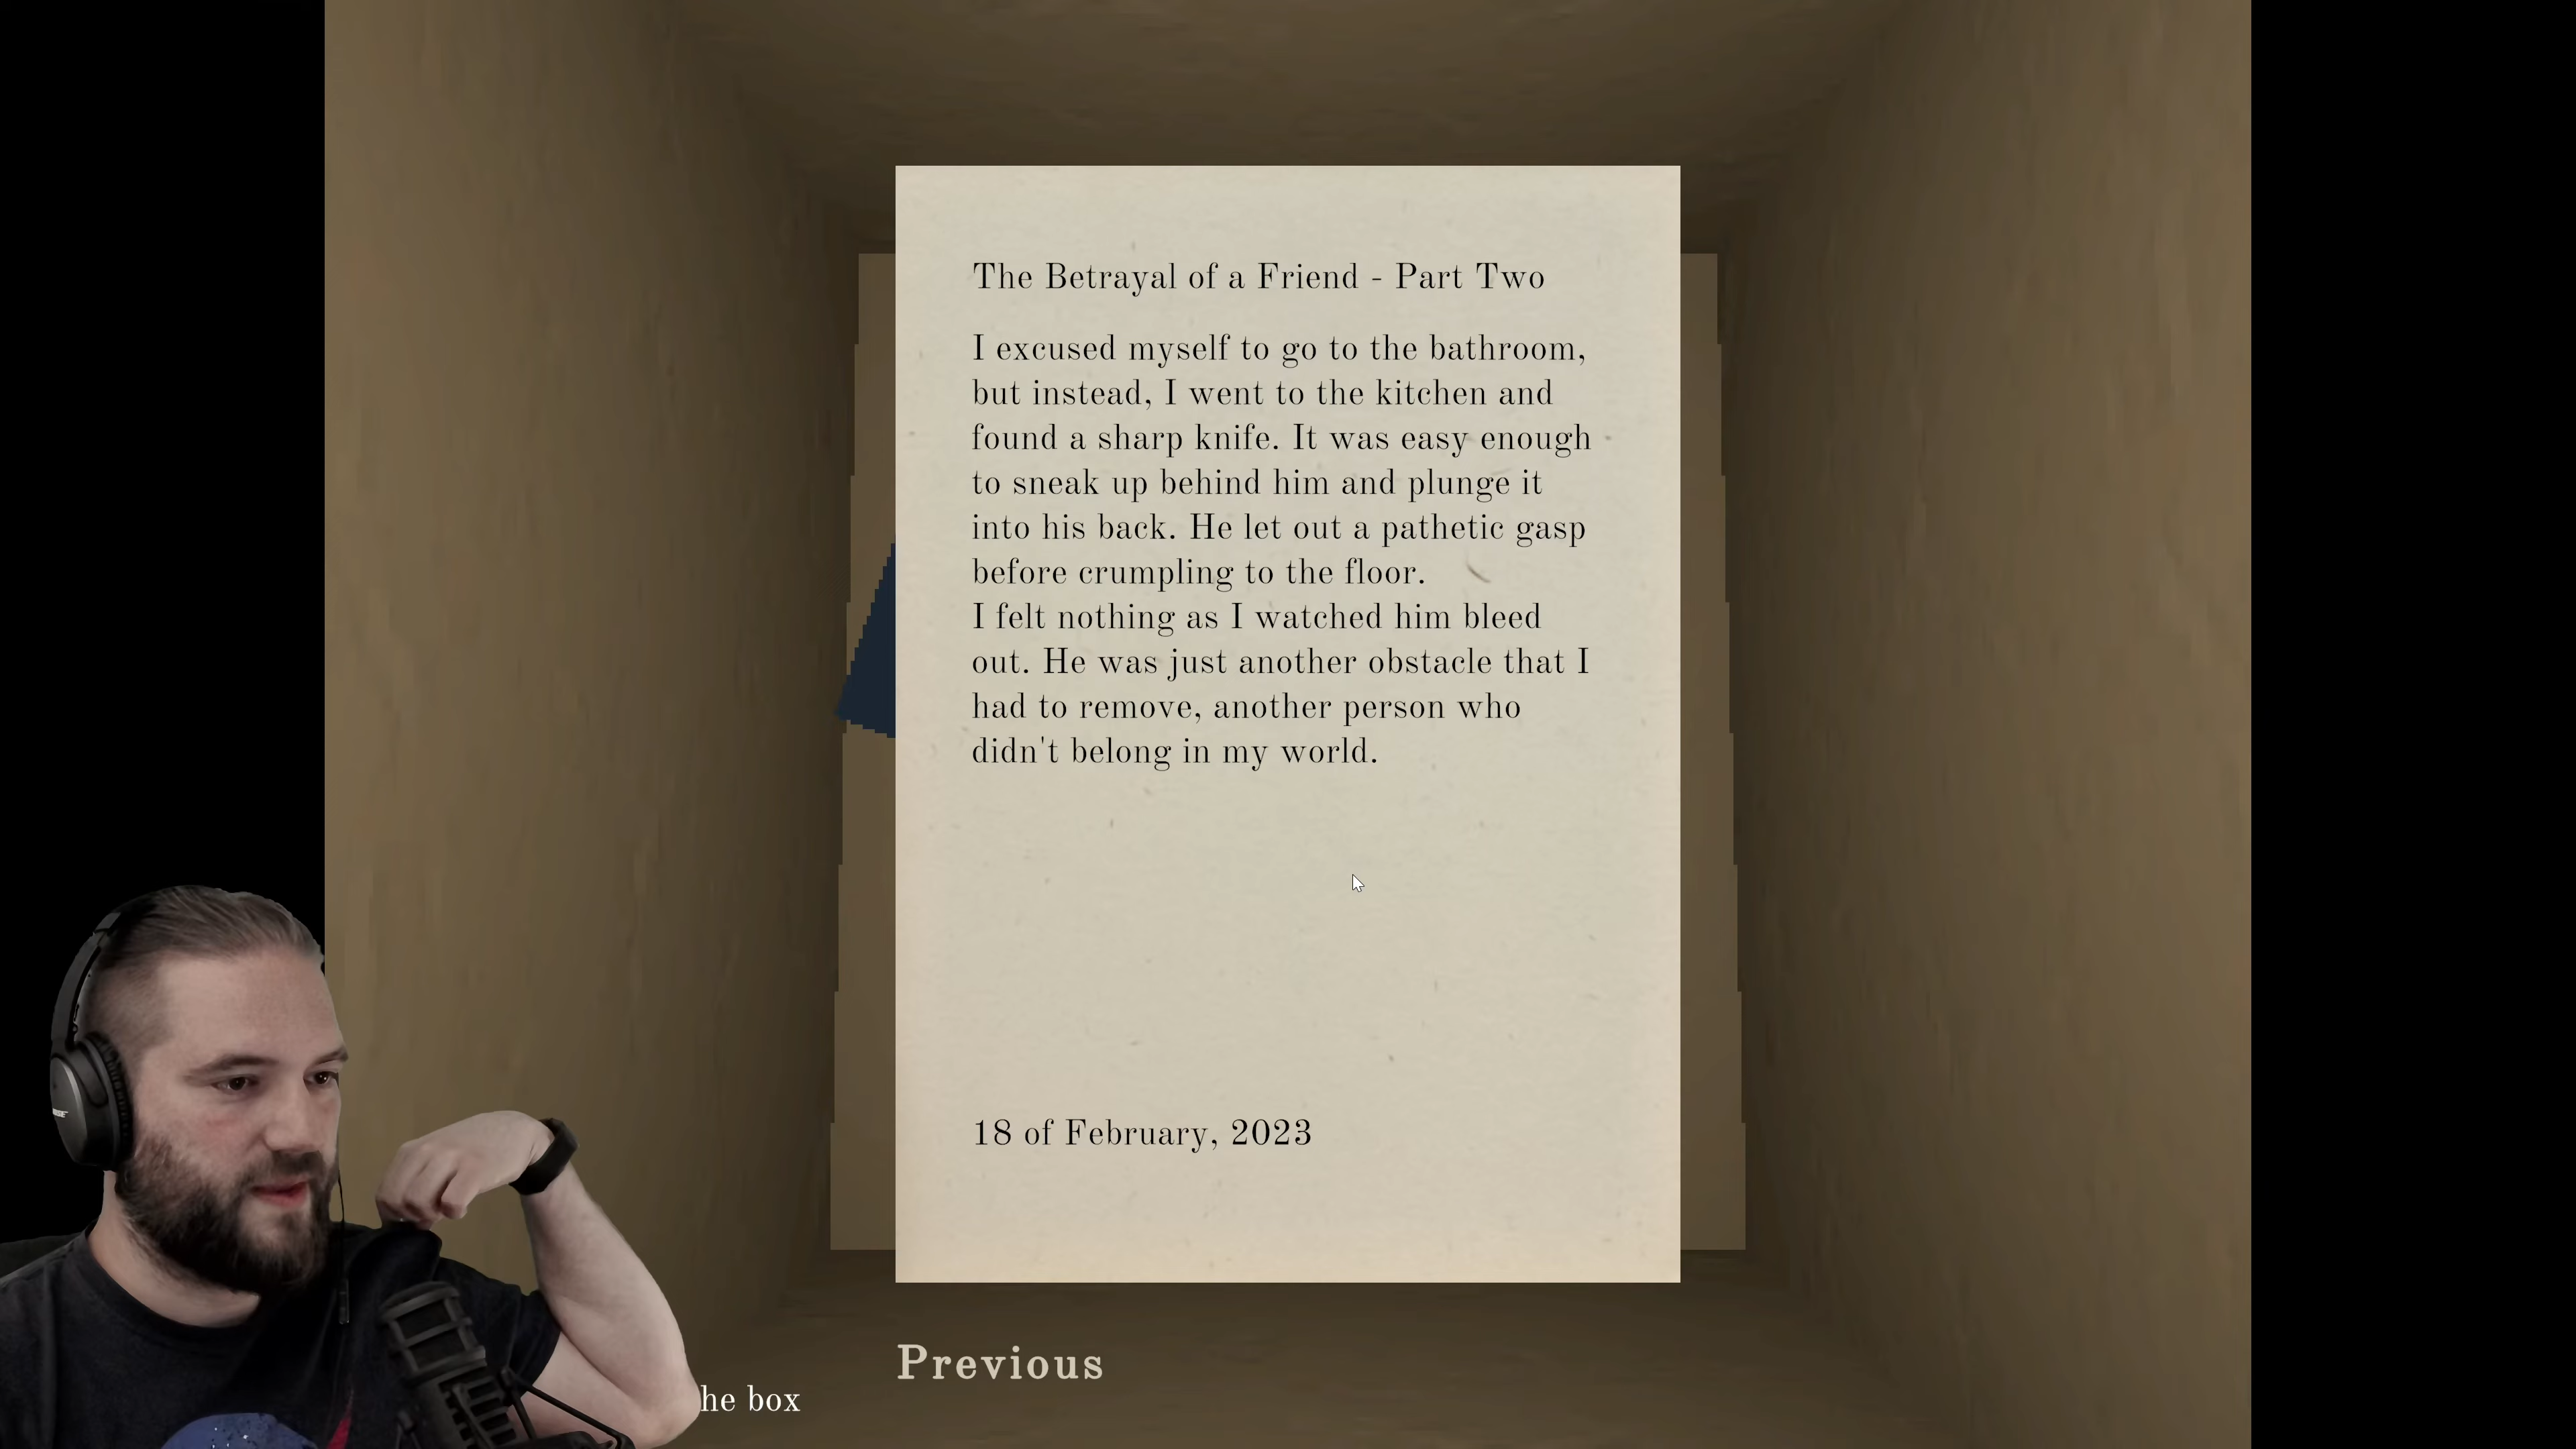 The Betrayal of a Friend - Part Two
I excused myself to go to the bathroom,
but instead, I went to the kitchen and
found a sharp knife. It was easy enough
to sneak up behind him and plunge it
into his back. He let out a pathetic gasp
before crumpling to the floor.
I felt nothing as I watched him bleed
out. He was just another obstacle that I
had to remove, another person who
didn't belong in my world.
18 of February, 2023
Previous
he box